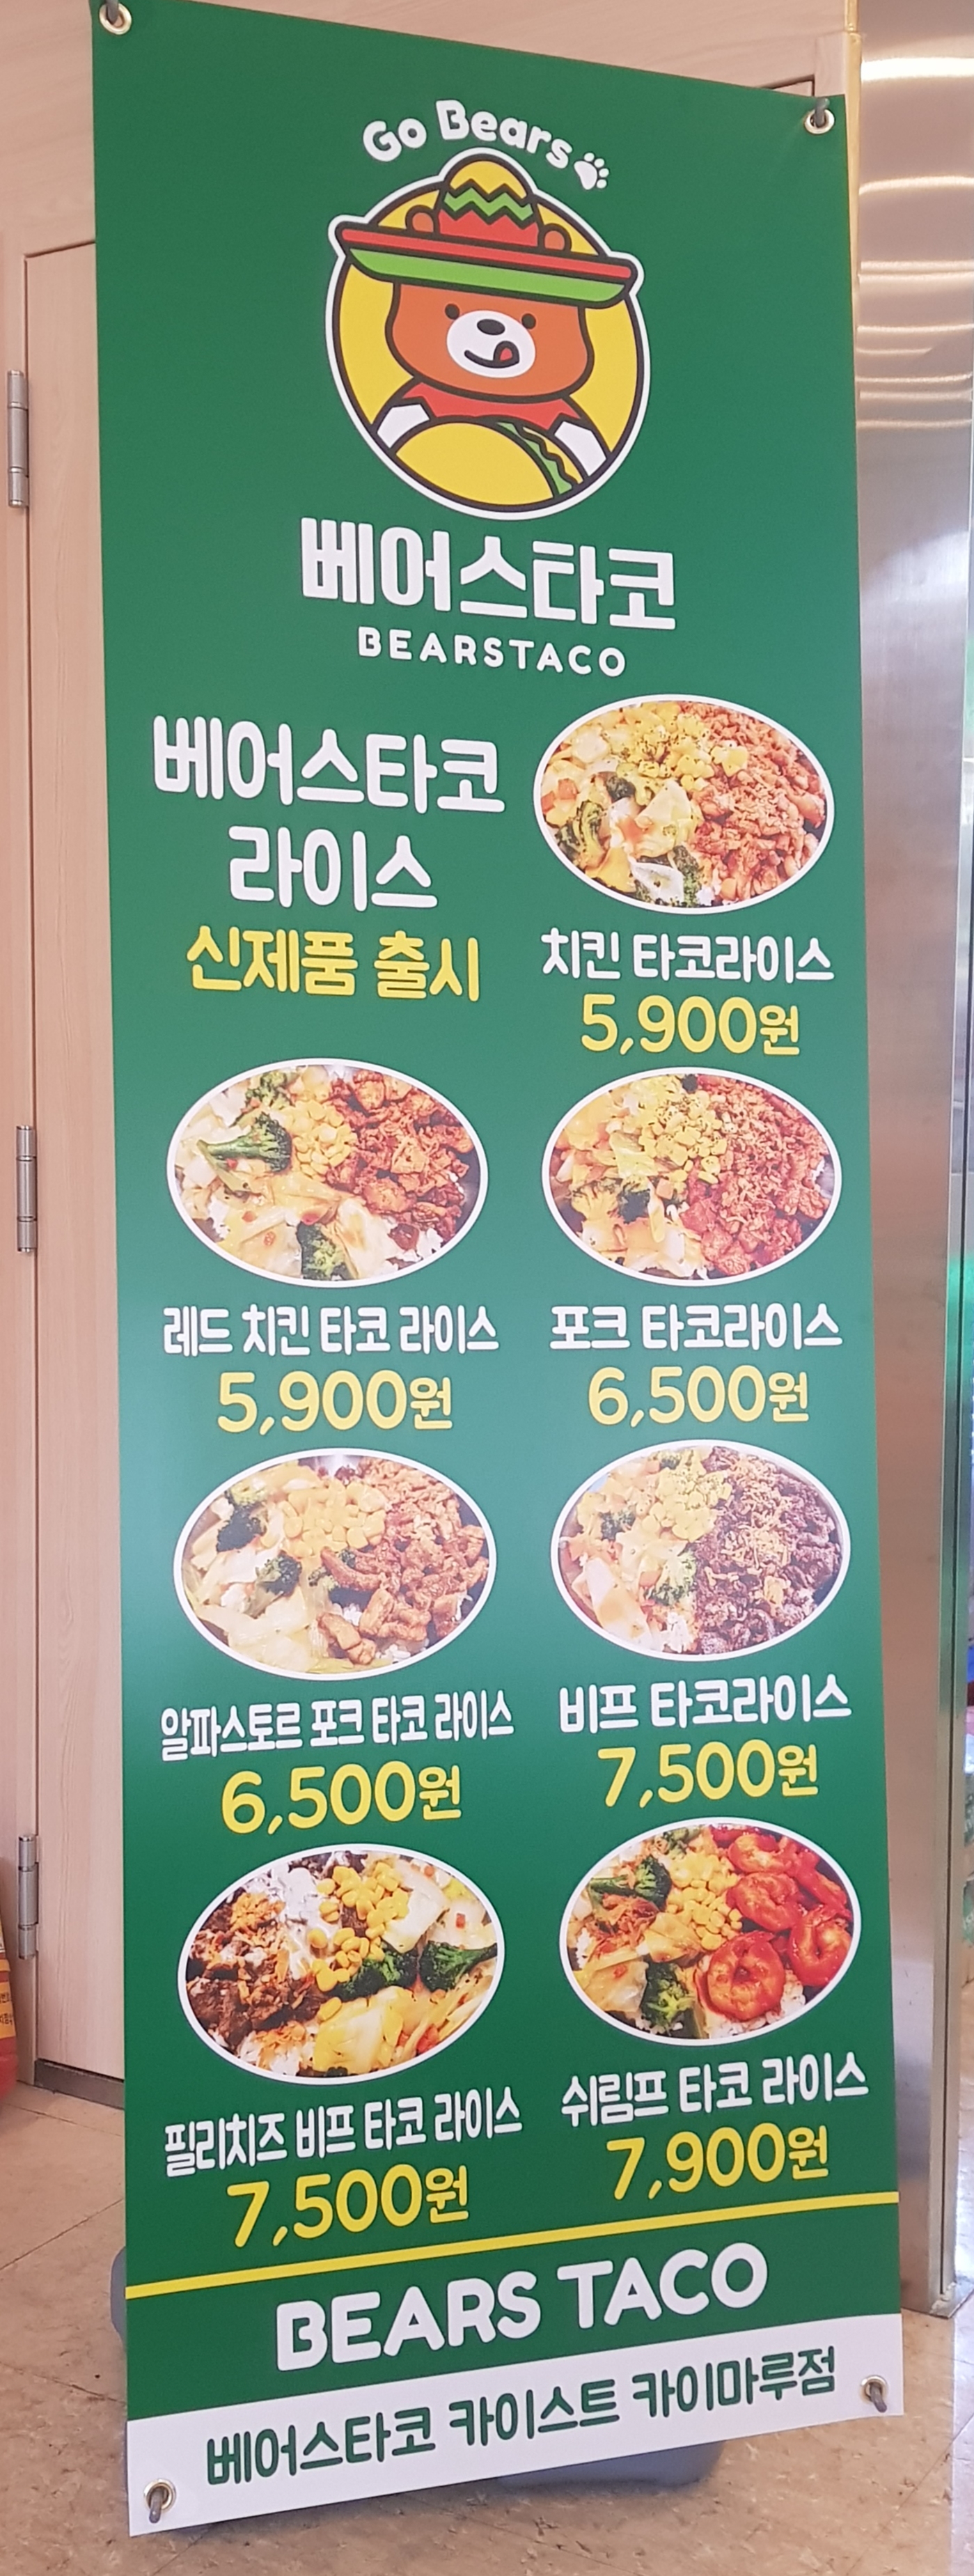 Go Bears
베어스타코
BEARSTACO
베어스타코
라이스
신제품 출시
치킨 타코라이스
5,900원
레드 치킨 타코 라이스
5,900원
포크 타코라이스
6,500원
알파스토르 포크 타코 라이스
6,500원
비프 타코라이스
7,500원
필리치즈 비프 타코 라이스
7,500원
쉬림프 타코 라이스
7,900원
BEARS TACO
베어스타코 카이스트 카이마루점